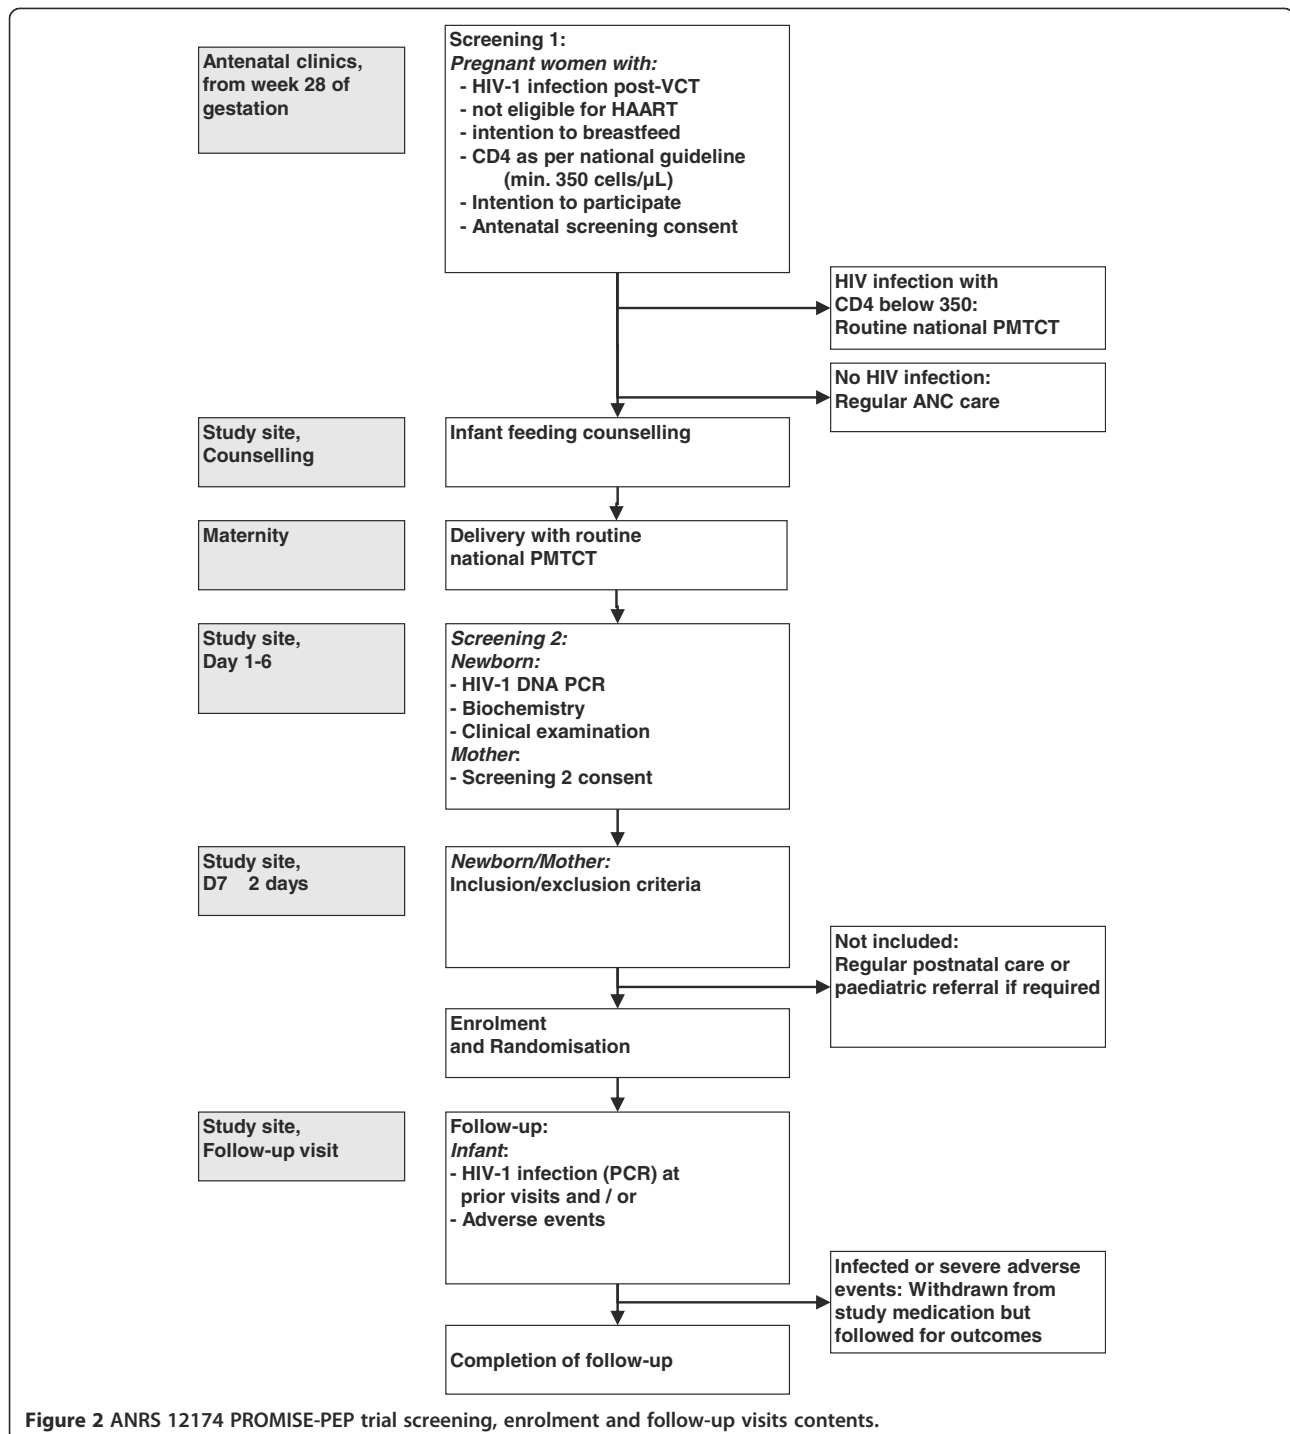 Antenatal clinics,
from week 28 of
gestation
Screening 1:
Pregnant women with:
- HIV-1 infection post-VCT
- not eligible for HAART
- intention to breastfeed
- CD4 as per national guideline
(min. 350 cells/µL)
- Intention to participate
- Antenatal screening consent
HIV infection with
CD4 below 350:
Routine national PMTCT
No HIV infection:
Regular ANC care
Study site,
Counselling
Infant feeding counselling
Maternity
Delivery with routine
national PMTCT
Study site,
Day 1-6
Screening 2:
Newborn:
- HIV-1 DNA PCR
- Biochemistry
- Clinical examination
Mother:
- Screening 2 consent
Study site,
D7 2 days
Newborn/Mother:
Inclusion/exclusion criteria
Not included:
Regular postnatal care or
paediatric referral if required
Enrolment
and Randomisation
Study site,
Follow-up visit
Follow-up:
Infant:
- HIV-1 infection (PCR) at
prior visits and / or
- Adverse events
Infected or severe adverse
events: Withdrawn from
study medication but
followed for outcomes
Completion of follow-up
Figure 2 ANRS 12174 PROMISE-PEP trial screening, enrolment and follow-up visits contents.